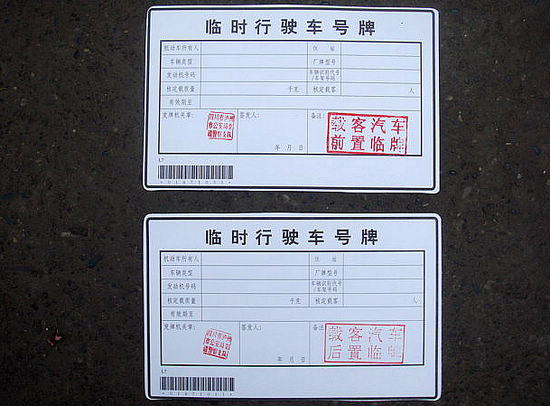 临时行驶车号牌
机动车所有人 住 址
车辆类型 厂牌型号
发动机号码 车辆识别代号/车架号码
核定载质量 千克 核定载客 人
有效期至
发牌机关章: 签发人: 备注:
载客汽车
前置临牌
年 月 日
临时行驶车号牌
机动车所有人 住 址
车辆类型 厂牌型号
发动机号码 车辆识别代号/车架号码
核定载质量 千克 核定载客 人
有效期至
发牌机关章: 签发人: 备注:
载客汽车
后置临牌
年 月 日